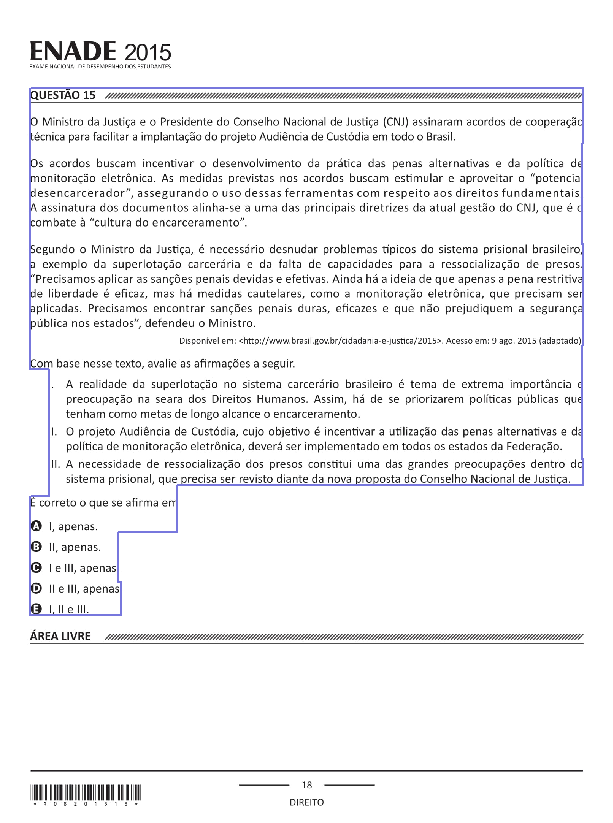 ENADE 2015
EXAME NACIONAL DE DESEMPENHO DOS ESTUDANTES
QUESTÃO 15
O Ministro da Justiça e o Presidente do Conselho Nacional de Justiça (CNJ) assinaram acordos de cooperação
técnica para facilitar a implantação do projeto Audiência de Custódia em todo o Brasil.
Os acordos buscam incentivar o desenvolvimento da prática das penas alternativas e da política de
monitoração eletrônica. As medidas previstas nos acordos buscam estimular e aproveitar o “potencial
desencarcerador”, assegurando o uso dessas ferramentas com respeito aos direitos fundamentais.
A assinatura dos documentos alinha-se a uma das principais diretrizes da atual gestão do CNJ, que é o
combate à “cultura do encarceramento”.
Segundo o Ministro da Justiça, é necessário desnudar problemas típicos do sistema prisional brasileiro,
a exemplo da superlotação carcerária e da falta de capacidades para a ressocialização de presos.
“Precisamos aplicar as sanções penais devidas e efetivas. Ainda há a ideia de que apenas a pena restritiva
de liberdade é eficaz, mas há medidas cautelares, como a monitoração eletrônica, que precisam ser
aplicadas. Precisamos encontrar sanções penais duras, eficazes e que não prejudiquem a segurança
pública nos estados”, defendeu o Ministro.
Disponível em: <http://www.brasil.gov.br/cidadania-e-justica/2015>. Acesso em: 9 ago. 2015 (adaptado).
Com base nesse texto, avalie as afirmações a seguir.
I. A realidade da superlotação no sistema carcerário brasileiro é tema de extrema importância e
preocupação na seara dos Direitos Humanos. Assim, há de se priorizarem políticas públicas que
tenham como metas de longo alcance o encarceramento.
II. O projeto Audiência de Custódia, cujo objetivo é incentivar a utilização das penas alternativas e da
política de monitoração eletrônica, deverá ser implementado em todos os estados da Federação.
III. A necessidade de ressocialização dos presos constitui uma das grandes preocupações dentro do
sistema prisional, que precisa ser revisto diante da nova proposta do Conselho Nacional de Justiça.
É correto o que se afirma em
A I, apenas.
B II, apenas.
C I e III, apenas.
D II e III, apenas.
E I, II e III.
ÁREA LIVRE
18
DIREITO